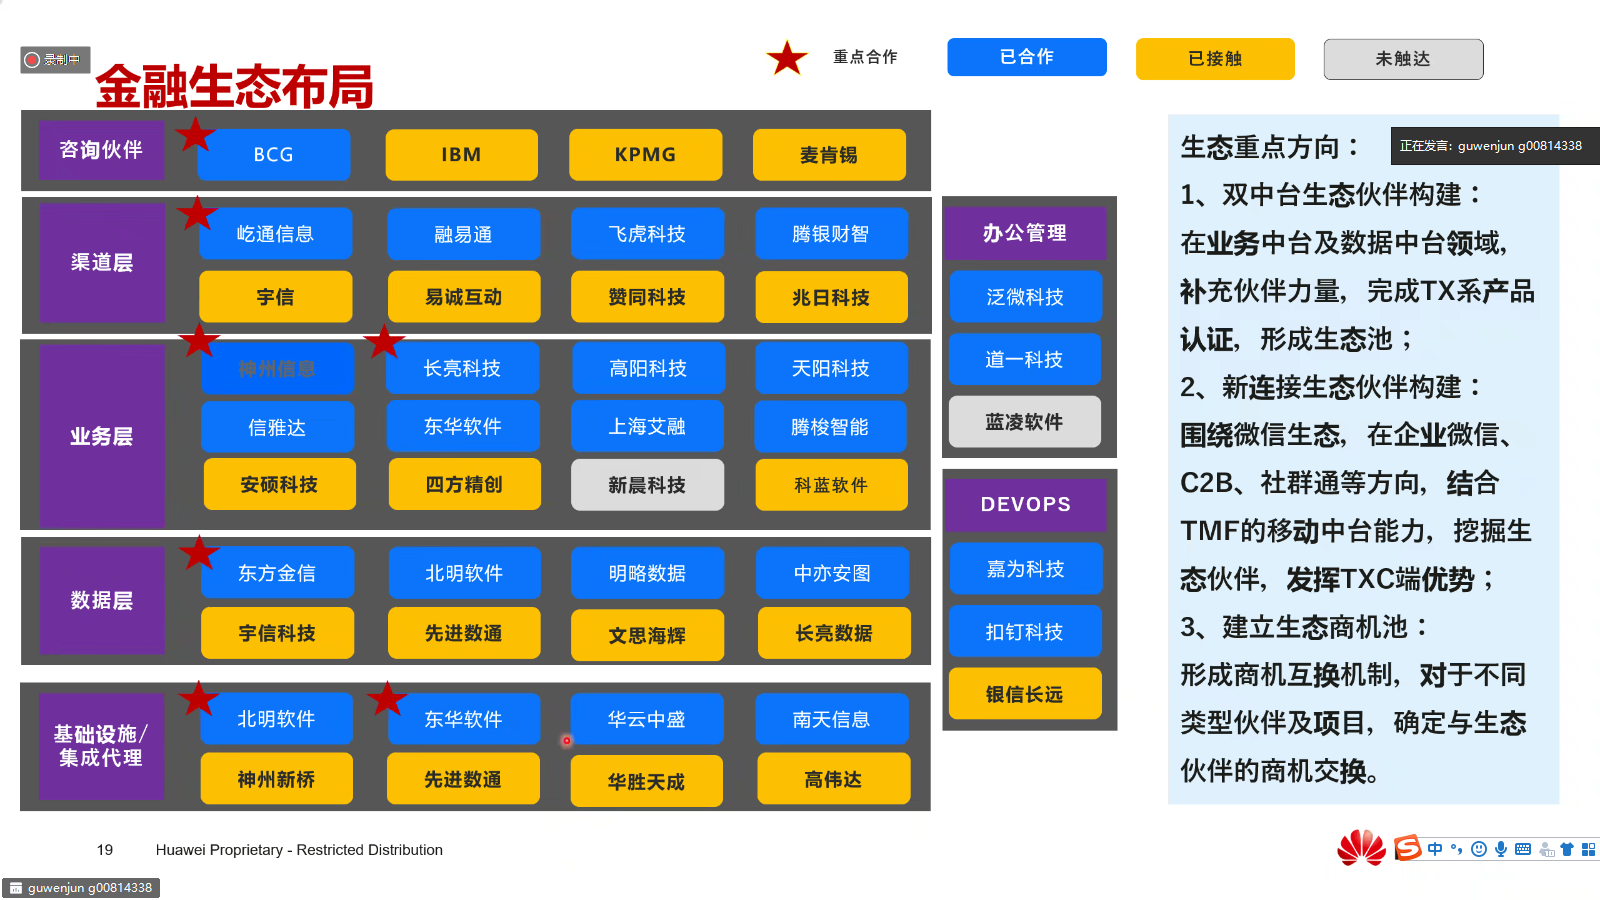 录制中
金融生态布局
重点合作
已合作
已接触
未触达
咨询伙伴
BCG
IBM
KPMG
麦肯锡
渠道层
屹通信息
融易通
飞虎科技
腾银财智
宇信
易诚互动
赞同科技
兆日科技
业务层
神州信息
长亮科技
高阳科技
天阳科技
信雅达
东华软件
上海艾融
腾梭智能
安硕科技
四方精创
新晨科技
科蓝软件
数据层
东方金信
北明软件
明略数据
中亦安图
宇信科技
先进数通
文思海辉
长亮数据
基础设施/
集成代理
北明软件
东华软件
华云中盛
南天信息
神州新桥
先进数通
华胜天成
高伟达
办公管理
泛微科技
道一科技
蓝凌软件
DEVOPS
嘉为科技
扣钉科技
银信长远
生态重点方向：
正在发言: guwenjun g00814338
1、双中台生态伙伴构建：
在业务中台及数据中台领域，
补充伙伴力量，完成TX系产品
认证，形成生态池；
2、新连接生态伙伴构建：
围绕微信生态，在企业微信、
C2B、社群通等方向，结合
TMF的移动中台能力，挖掘生
态伙伴，发挥TXC端优势；
3、建立生态商机池：
形成商机互换机制，对于不同
类型伙伴及项目，确定与生态
伙伴的商机交换。
19
Huawei Proprietary - Restricted Distribution
中
guwenjun g00814338